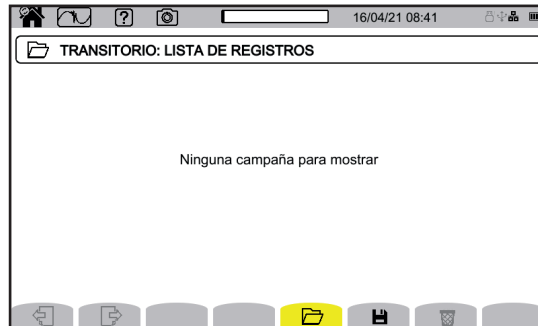 16/04/21 08:41
TRANSITORIO: LISTA DE REGISTROS
Ninguna campaña para mostrar